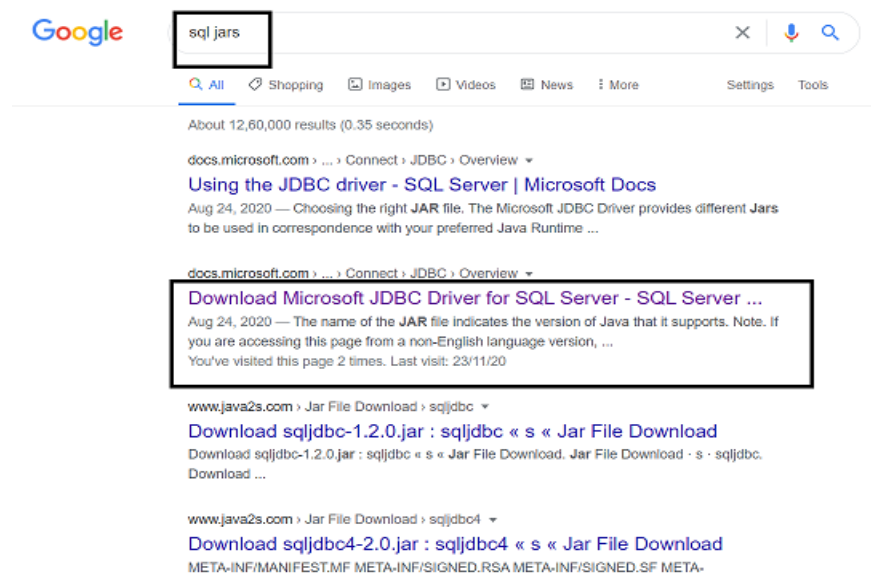 Google
sql jars
All Shopping Images Videos News More Settings Tools
About 12,60,000 results (0.35 seconds)
docs.microsoft.com › ... › Connect › JDBC › Overview
Using the JDBC driver - SQL Server | Microsoft Docs
Aug 24, 2020 — Choosing the right JAR file. The Microsoft JDBC Driver provides different Jars
to be used in correspondence with your preferred Java Runtime ...
docs.microsoft.com › ... › Connect › JDBC › Overview
Download Microsoft JDBC Driver for SQL Server - SQL Server ...
Aug 24, 2020 — The name of the JAR file indicates the version of Java that it supports. Note. If
you are accessing this page from a non-English language version, ...
You've visited this page 2 times. Last visit: 23/11/20
www.java2s.com › Jar File Download › sqljdbc
Download sqljdbc-1.2.0.jar : sqljdbc « s « Jar File Download
Download sqljdbc-1.2.0.jar : sqljdbc « s « Jar File Download. Jar File Download · s · sqljdbc.
Download ...
www.java2s.com › Jar File Download › sqljdbc4
Download sqljdbc4-2.0.jar : sqljdbc4 « s « Jar File Download
META-INF/MANIFEST.MF META-INF/SIGNED.RSA META-INF/SIGNED.SF META-